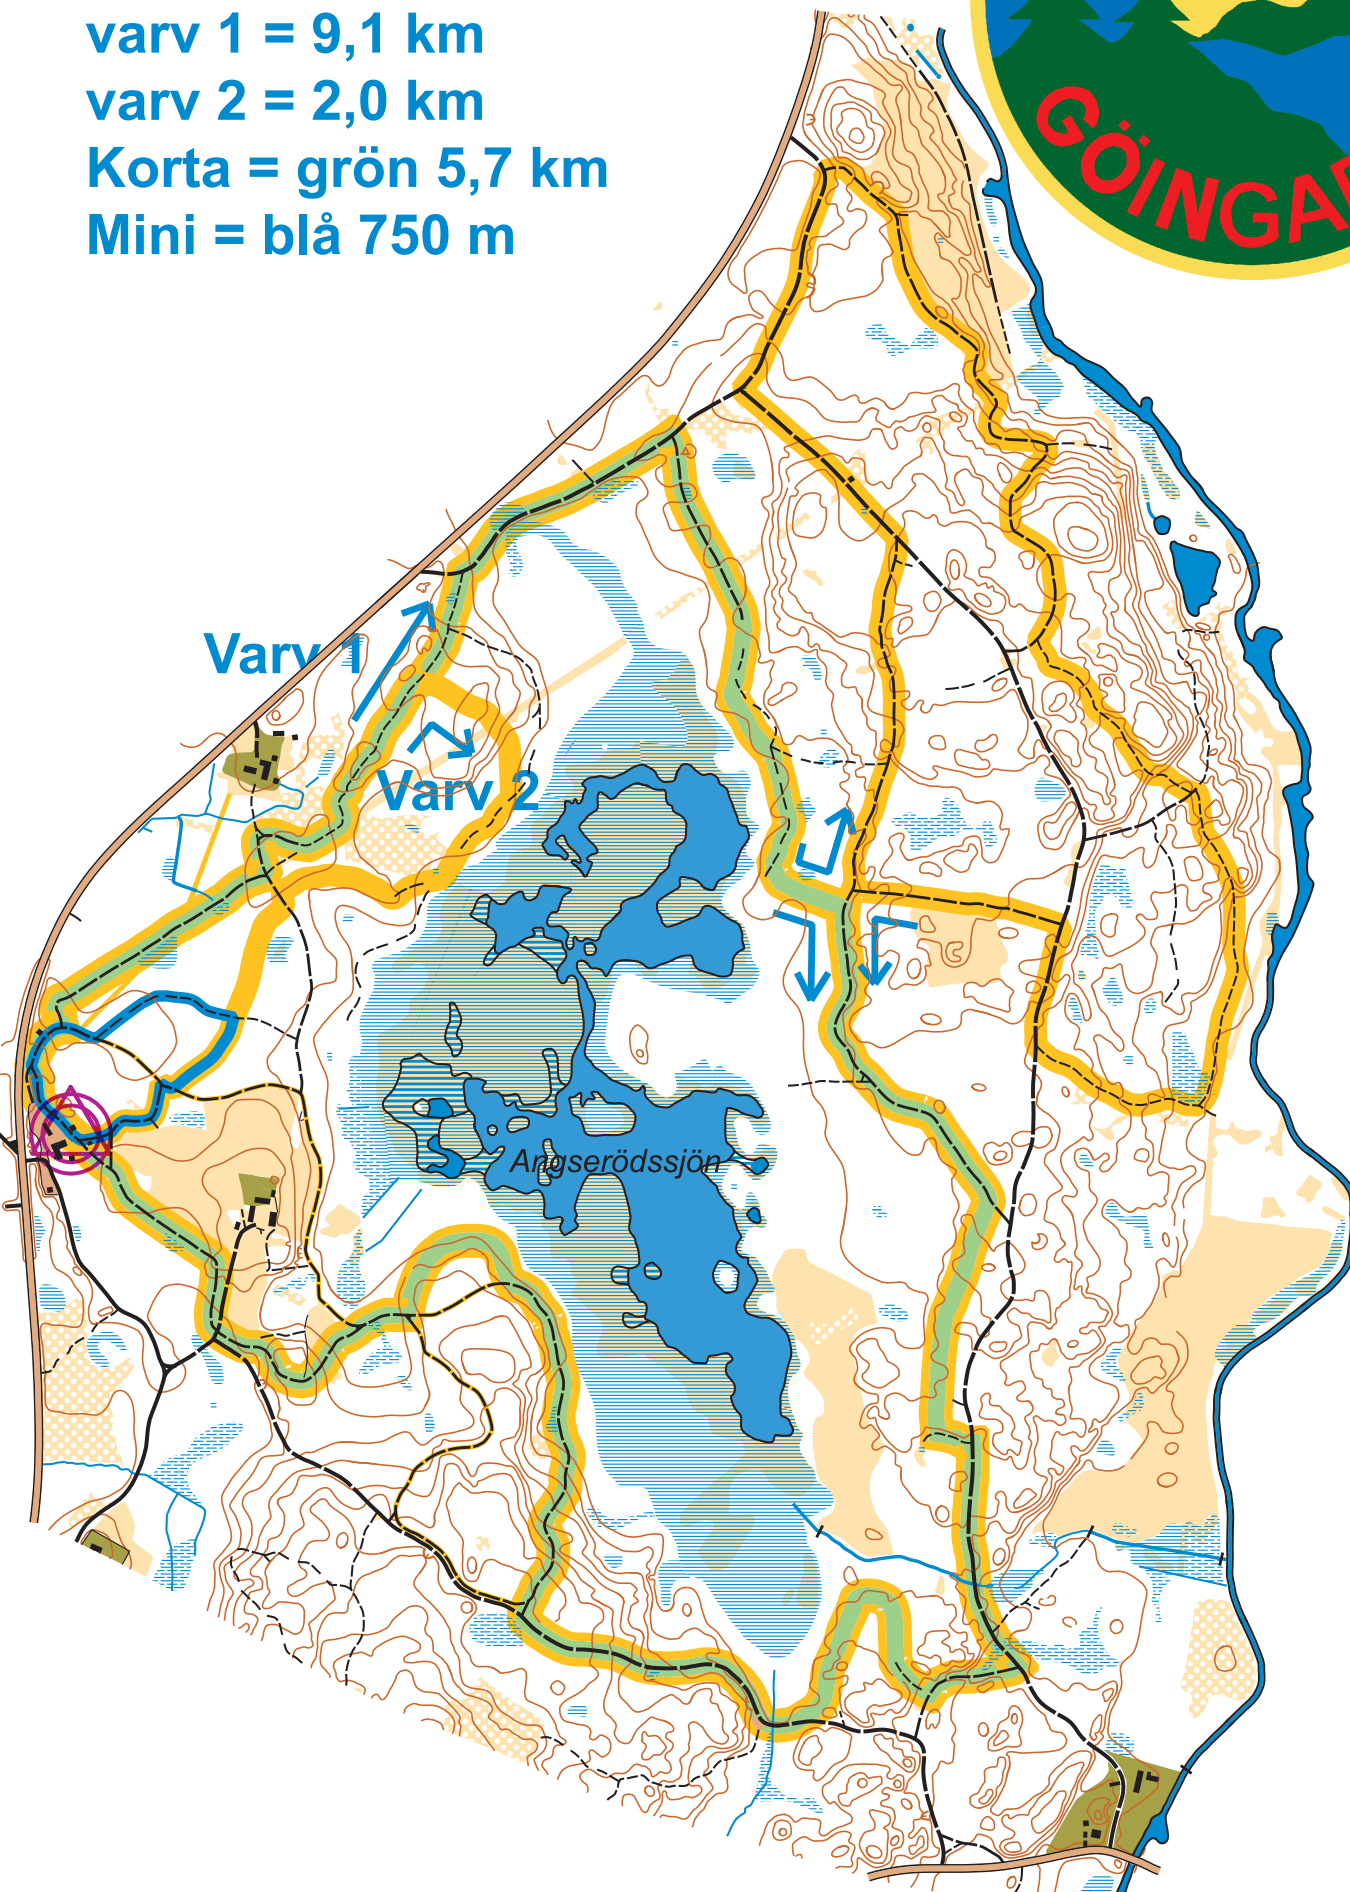 varv 1 = 9,1 km
varv 2 = 2,0 km
Korta = grön 5,7 km
Mini = blå 750 m
Varv 1
Varv 2
Angserödssjön